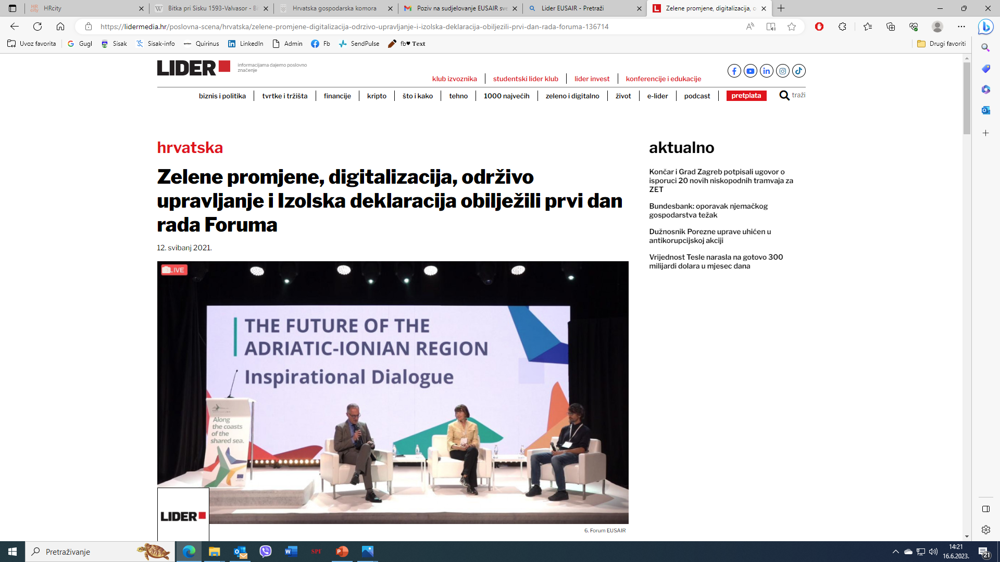 HRcity
Bitka pri Sisku 1593-Valvasor - Bi
Hrvatska gospodarska komora
Poziv na sudjelovanje EUSAIR sve
Lider EUSAIR - Pretraži
Zelene promjene, digitalizacija, o
https://lidermedia.hr/poslovna-scena/hrvatska/zelene-promjene-digitalizacija-odrzivo-upravljanje-i-izolska-deklaracija-obiljezili-prvi-dan-rada-foruma-136714
Uvoz favorita
Gugl
Sisak
Sisak-info
Quirinus
LinkedIn
Admin
Fb
SendPulse
fb♥ Text
Drugi favoriti
LIDER
informacijama dajemo poslovno
značenje
klub izvoznika
studentski lider klub
lider invest
konferencije i edukacije
biznis i politika
tvrtke i tržišta
financije
kripto
što i kako
tehno
1000 najvećih
zeleno i digitalno
život
e-lider
podcast
pretplata
traži
hrvatska
Zelene promjene, digitalizacija, održivo
upravljanje i Izolska deklaracija obilježili prvi dan
rada Foruma
12. svibanj 2021.
LIVE
THE FUTURE OF THE
ADRIATIC-IONIAN REGION
Inspirational Dialogue
Along
the coasts
of the
shared sea.
LIDER
6. Forum EUSAIR
aktualno
Končar i Grad Zagreb potpisali ugovor o
isporuci 20 novih niskopodnih tramvaja za
ZET
Bundesbank: oporavak njemačkog
gospodarstva težak
Dužnosnik Porezne uprave uhićen u
antikorupcijskoj akciji
Vrijednost Tesle narasla na gotovo 300
milijardi dolara u mjesec dana
Pretraživanje
SPI
14:21
16.6.2023.
21